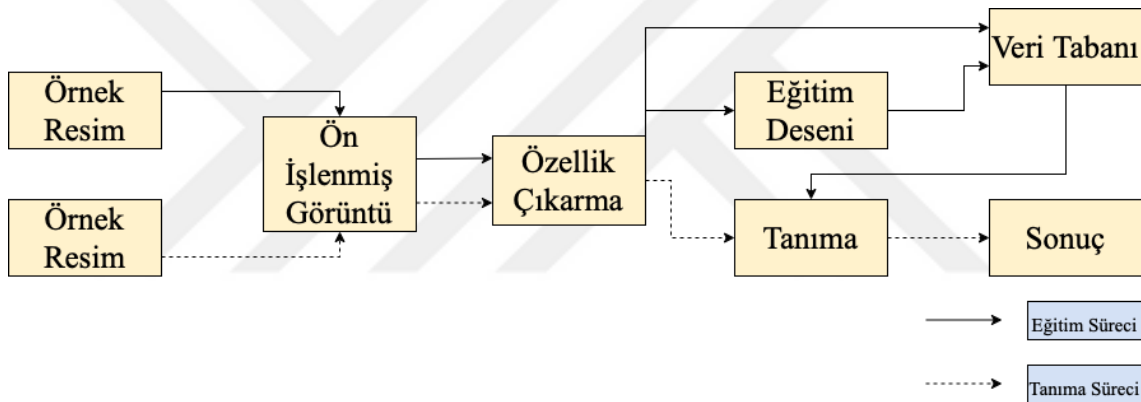 Örnek
Resim
Örnek
Resim
Ön
İşlenmiş
Görüntü
Özellik
Çıkarma
Eğitim
Deseni
Veri Tabanı
Tanıma
Sonuç
Eğitim Süreci
Tanıma Süreci